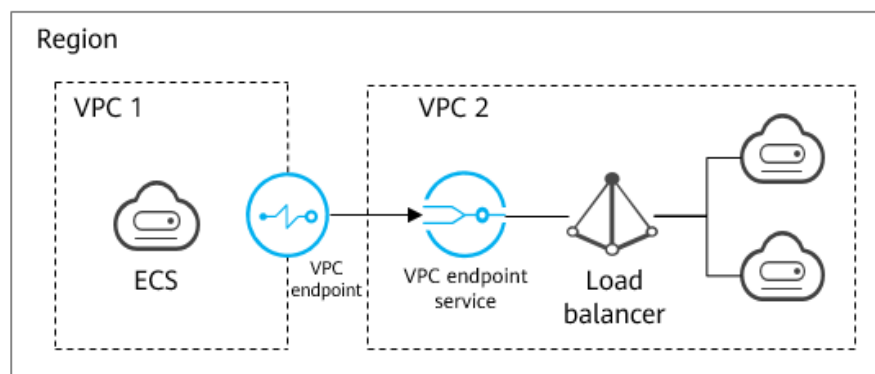 Region
VPC 1
VPC 2
ECS
VPC
endpoint
VPC endpoint
service
Load
balancer